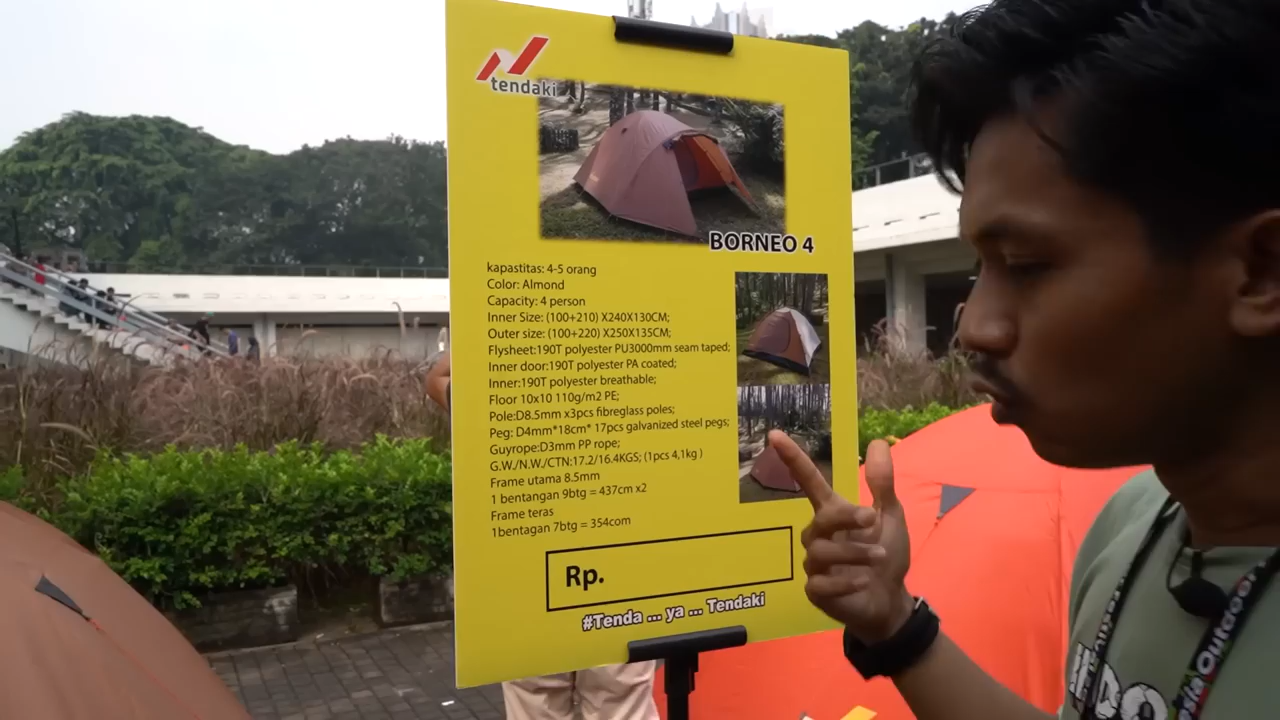 tendaki
BORNEO 4
kapastitas: 4-5 orang
Color: Almond
Capacity: 4 person
Inner Size: (100+210) X240X130CM;
Outer size: (100+220) X250X135CM;
Flysheet:190T polyester PU3000mm seam taped;
Inner door:190T polyester PA coated;
Inner:190T polyester breathable;
Floor 10x10 110g/m2 PE;
Pole:D8.5mm x3pcs fibreglass poles;
Peg: D4mm*18cm* 17pcs galvanized steel pegs;
Guyrope:D3mm PP rope;
G.W./N.W./CTN:17.2/16.4KGS; (1pcs 4,1kg )
Frame utama 8.5mm
1 bentangan 9btg = 437cm x2
Frame teras
1bentagan 7btg = 354com
Rp.
#Tenda ... ya ... Tendaki